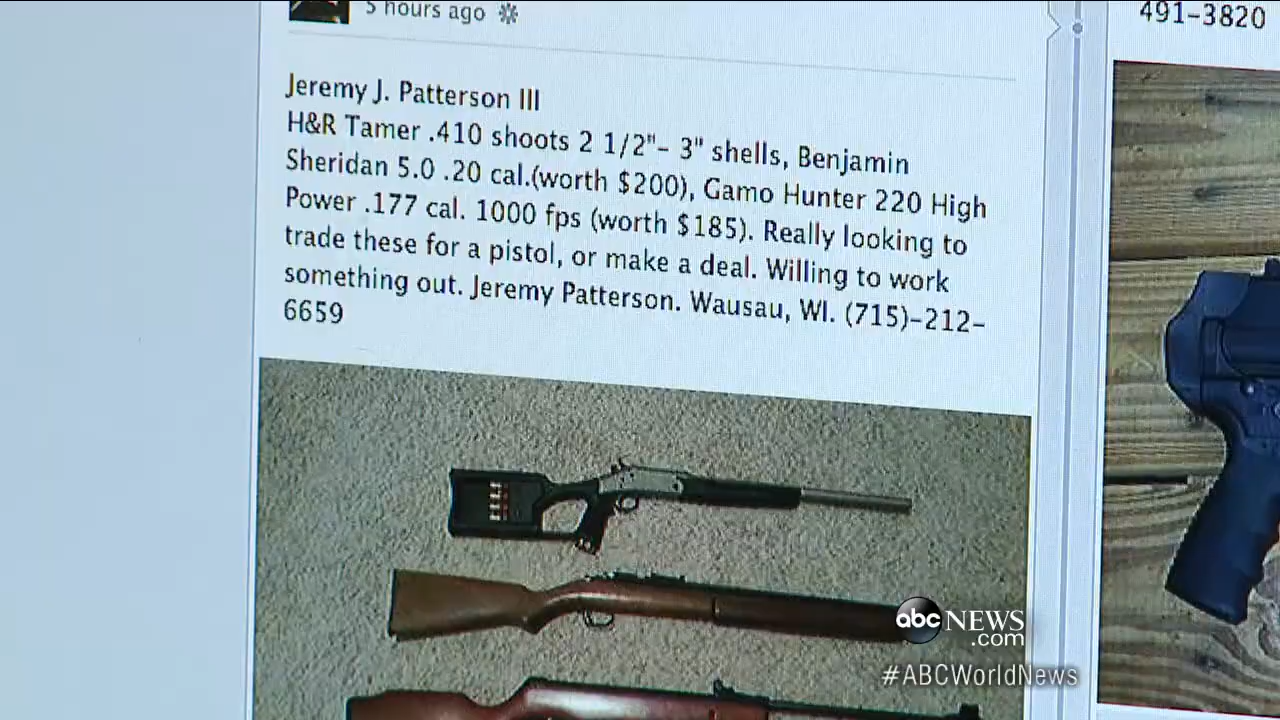 5 hours ago
491-3820
Jeremy J. Patterson III
H&R Tamer .410 shoots 2 1/2"- 3" shells, Benjamin
Sheridan 5.0 .20 cal.(worth $200), Gamo Hunter 220 High
Power .177 cal. 1000 fps (worth $185). Really looking to
trade these for a pistol, or make a deal. Willing to work
something out. Jeremy Patterson. Wausau, WI. (715)-212-
6659
abc NEWS
.com
#ABCWorldNews